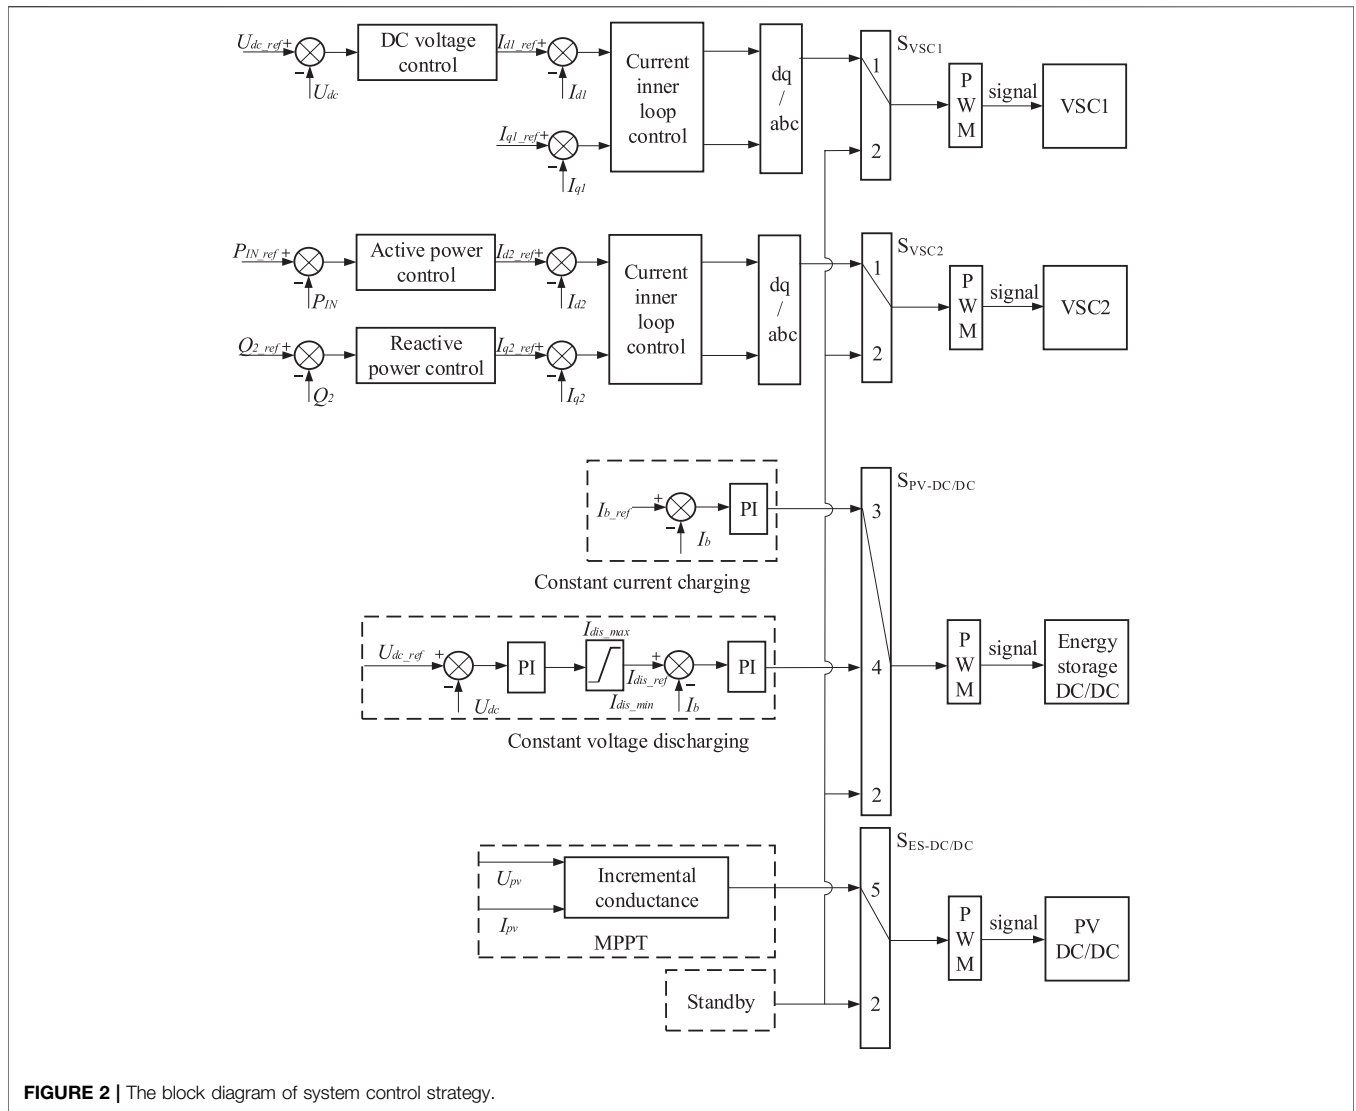 U_dc_ref + DC voltage control I_d1_ref + Current inner loop control dq / abc 1 S_VSC1 P W M signal VSC1
− U_dc − I_d1
I_q1_ref + 2
− I_q1
P_IN_ref + Active power control I_d2_ref + Current inner loop control dq / abc 1 S_VSC2 P W M signal VSC2
− P_IN − I_d2
Q_2_ref + Reactive power control I_q2_ref + 2
− Q_2 − I_q2
I_b_ref + PI 3 S_PV-DC/DC
− I_b
Constant current charging
U_dc_ref + PI I_dis_max + PI 4 P W M signal Energy storage DC/DC
− U_dc I_dis_ref I_dis_min − I_b
Constant voltage discharging
2
U_pv Incremental conductance 5 S_ES-DC/DC
I_pv P W M signal PV DC/DC
MPPT
Standby 2
FIGURE 2 | The block diagram of system control strategy.